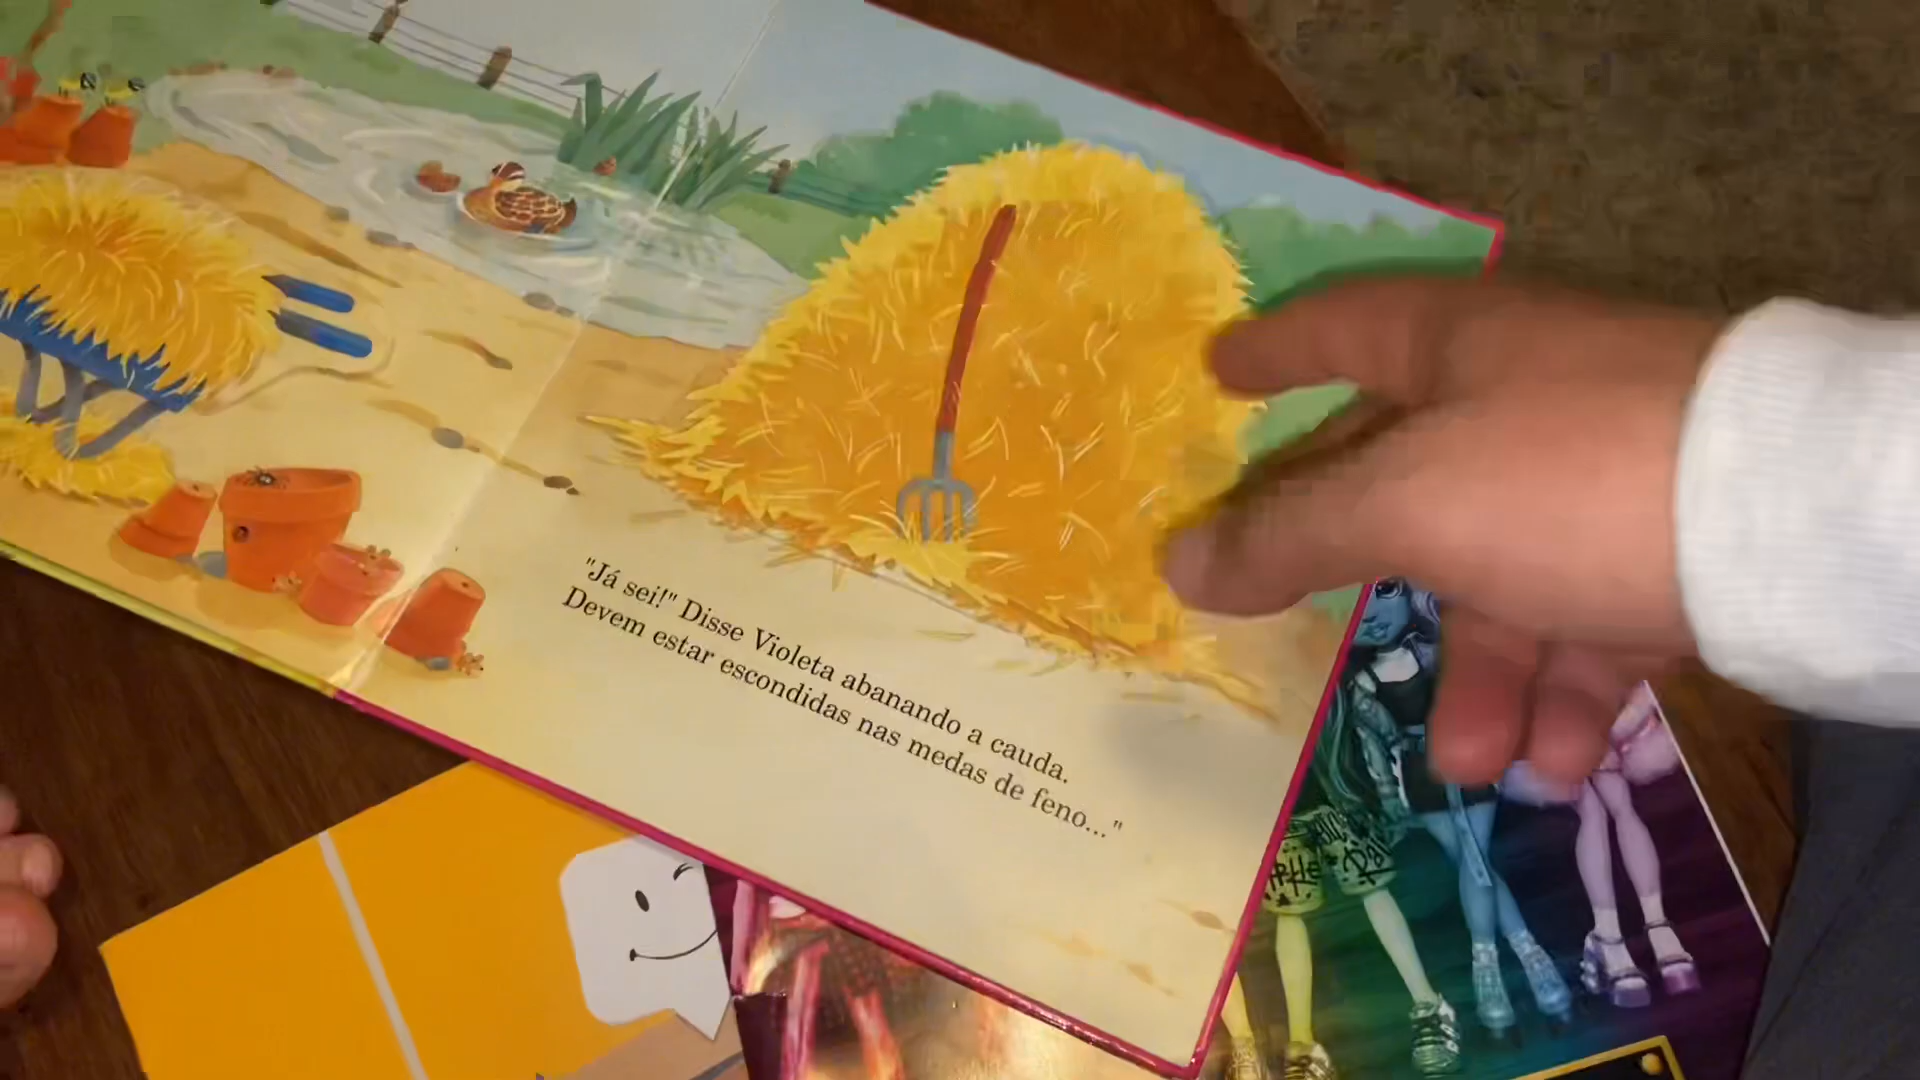 "Já sei!" Disse Violeta abanando a cauda.
Devem estar escondidas nas medas de feno..."